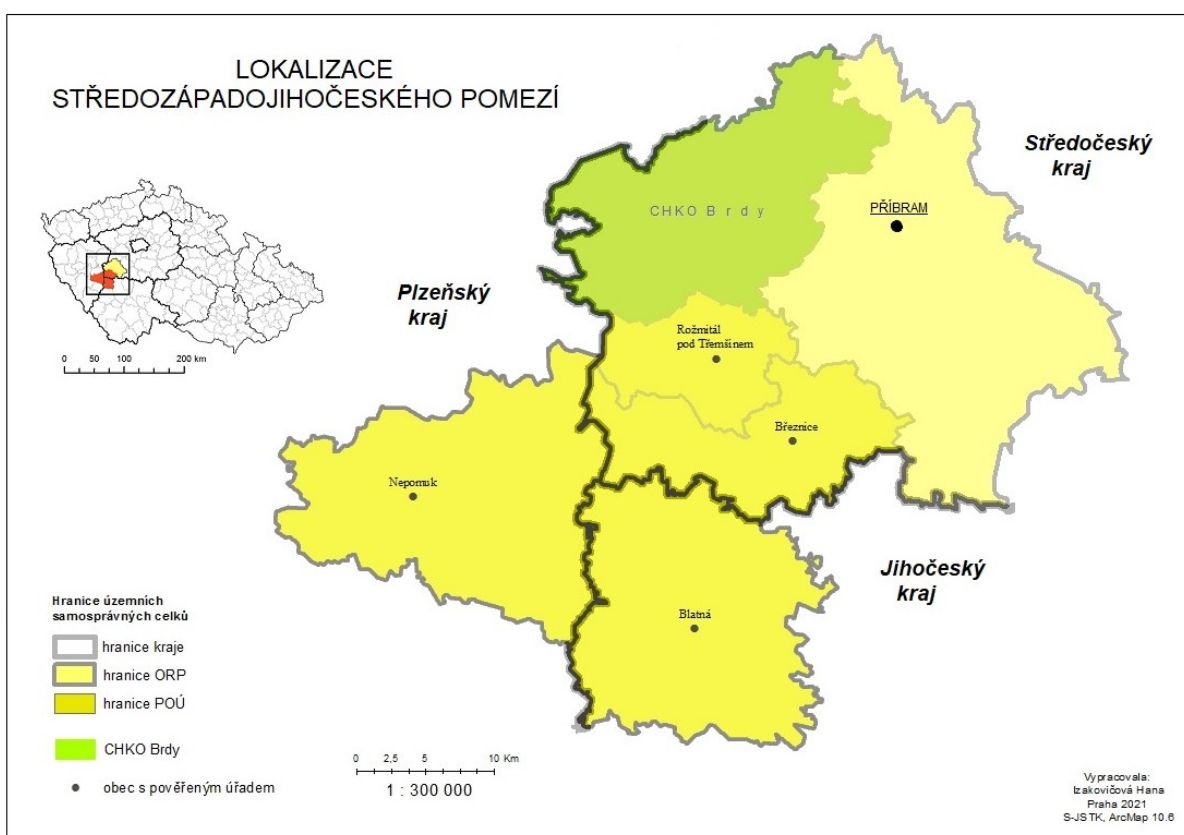 LOKALIZACE
STŘEDOZÁPADOJIHOČESKÉHO POMEZÍ
Středočeský
kraj
PŘÍBRAM
CHKO Brdy
Plzeňský
kraj
0 50 100 200 km
Rožmitál
pod Třemšínem
Březnice
Nepomuk
Jihočeský
kraj
Blatná
Hranice územních
samosprávných celků
hranice kraje
hranice ORP
hranice POÚ
CHKO Brdy
obec s pověřeným úřadem
0 2,5 5 10 Km
1 : 300 000
Vypracovala:
Izakovičová Hana
Praha 2021
S-JSTK, ArcMap 10.6